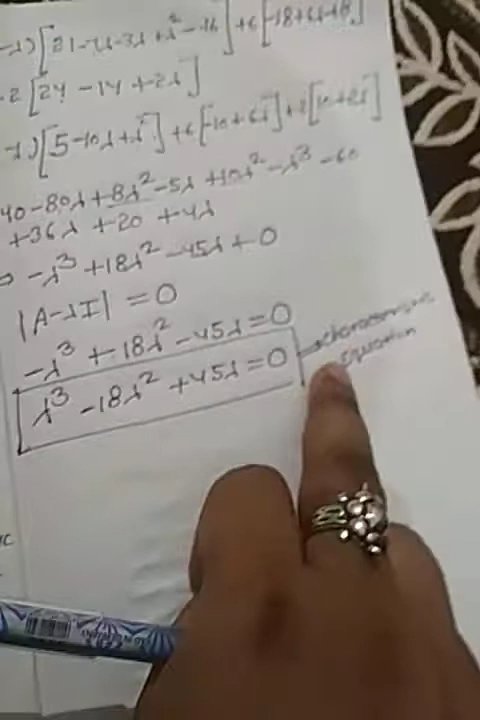 -λ)[21-7λ-3λ+λ²-16]+6[-18+6λ+8]
2[24-14+2λ]
-λ)[5-10λ+λ²]+6[-10+6λ]+2[10+2λ]
40-80λ+8λ²-5λ+10λ²-λ³-60
+36λ+20+4λ
-λ³+18λ²-45λ+0
|A-λI|=0
-λ³+18λ²-45λ=0
λ³-18λ²+45λ=0 → characteristic equation